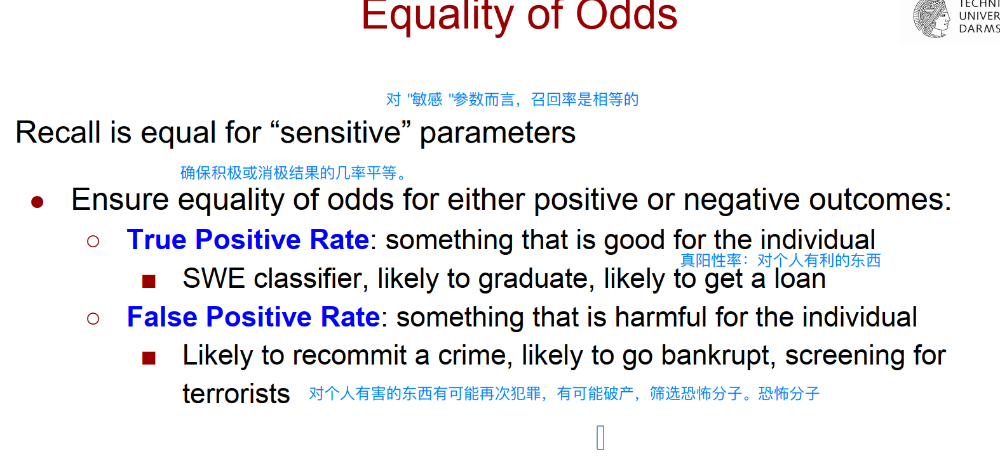 Equality of Odds
TECHNI
UNIVER
DARMS
对 "敏感 "参数而言，召回率是相等的
Recall is equal for “sensitive” parameters
确保积极或消极结果的几率平等。
● Ensure equality of odds for either positive or negative outcomes:
○ True Positive Rate: something that is good for the individual
真阳性率：对个人有利的东西
■ SWE classifier, likely to graduate, likely to get a loan
○ False Positive Rate: something that is harmful for the individual
■ Likely to recommit a crime, likely to go bankrupt, screening for
terrorists
对个人有害的东西有可能再次犯罪，有可能破产，筛选恐怖分子。恐怖分子